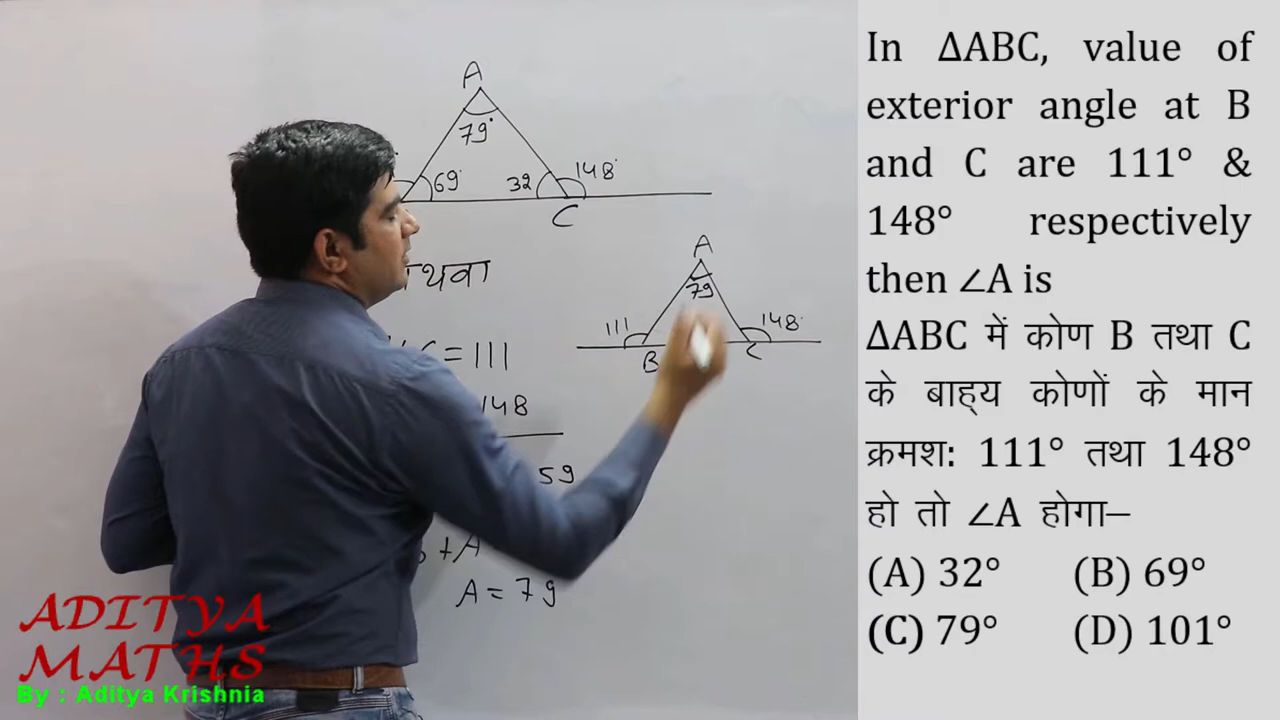 A
79°
69°
32
148°
C
थवा
C = 111
148
59
+ A
A = 79
A
79
111
148°
B
C
In ΔABC, value of
exterior angle at B
and C are 111° &
148° respectively
then ∠A is
ΔABC में कोण B तथा C
के बाह्य कोणों के मान
क्रमश: 111° तथा 148°
हो तो ∠A होगा–
(A) 32° (B) 69°
(C) 79° (D) 101°
ADITYA
MATHS
By : Aditya Krishnia